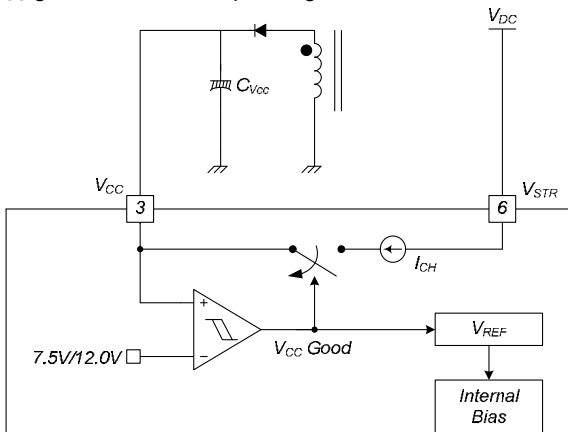 V_DC
C_Vcc
V_CC
3
6
V_STR
I_CH
7.5V/12.0V
+
−
V_CC Good
V_REF
Internal
Bias